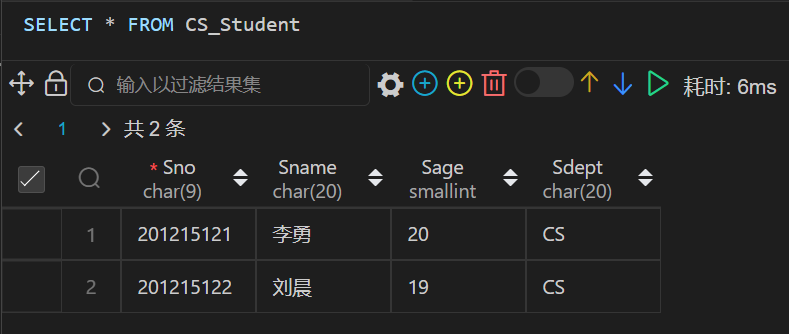 SELECT * FROM CS_Student
输入以过滤结果集 耗时: 6ms
1 共 2 条
* Sno Sname Sage Sdept
char(9) char(20) smallint char(20)
1 201215121 李勇 20 CS
2 201215122 刘晨 19 CS